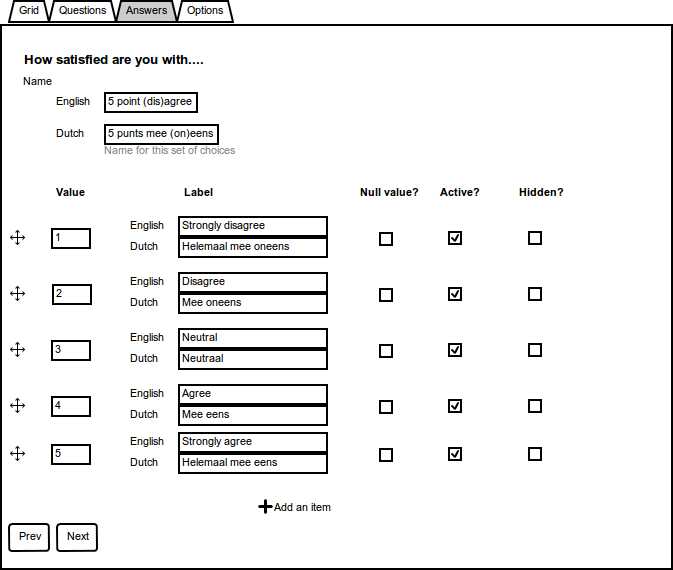 Grid Questions Answers Options
How satisfied are you with....
Name
English 5 point (dis)agree
Dutch 5 punts mee (on)eens
Name for this set of choices
Value Label Null value? Active? Hidden?
English Strongly disagree
1
Dutch Helemaal mee oneens
English Disagree
2
Dutch Mee oneens
English Neutral
3
Dutch Neutraal
English Agree
4
Dutch Mee eens
English Strongly agree
5
Dutch Helemaal mee eens
Add an item
Prev Next